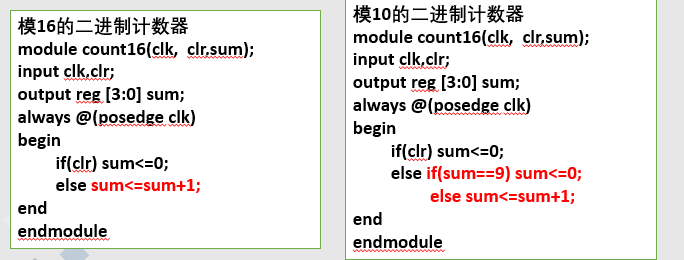 模16的二进制计数器
module count16(clk,  clr,sum);
input clk,clr;
output reg [3:0] sum;
always @(posedge clk)
begin
if(clr) sum<=0;
else sum<=sum+1;
end
endmodule
模10的二进制计数器
module count16(clk,  clr,sum);
input clk,clr;
output reg [3:0] sum;
always @(posedge clk)
begin
if(clr) sum<=0;
else if(sum==9) sum<=0;
else sum<=sum+1;
end
endmodule